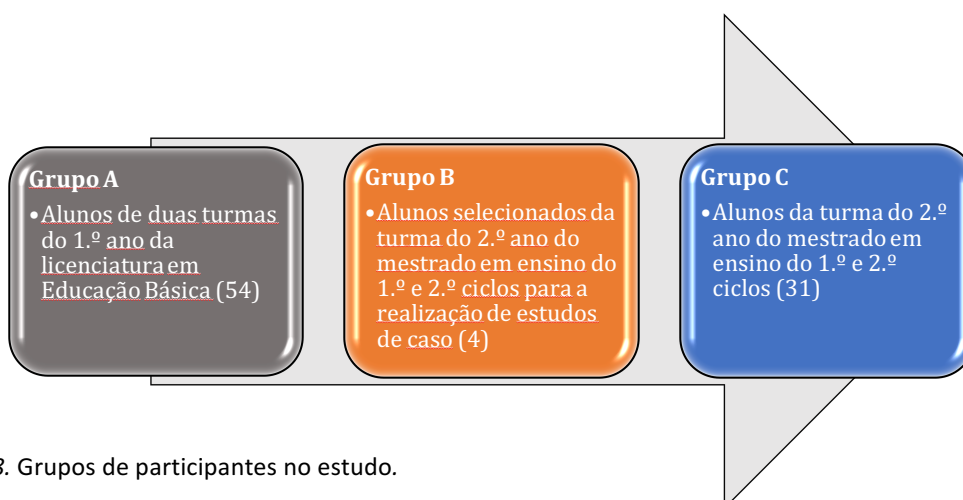 Grupo A
•Alunos de duas turmas
do 1.º ano da
licenciatura em
Educação Básica (54)
Grupo B
•Alunos selecionados da
turma do 2.º ano do
mestrado em ensino do
1.º e 2.º ciclos para a
realização de estudos
de caso (4)
Grupo C
•Alunos da turma do 2.º
ano do mestrado em
ensino do 1.º e 2.º
ciclos (31)
. Grupos de participantes no estudo.